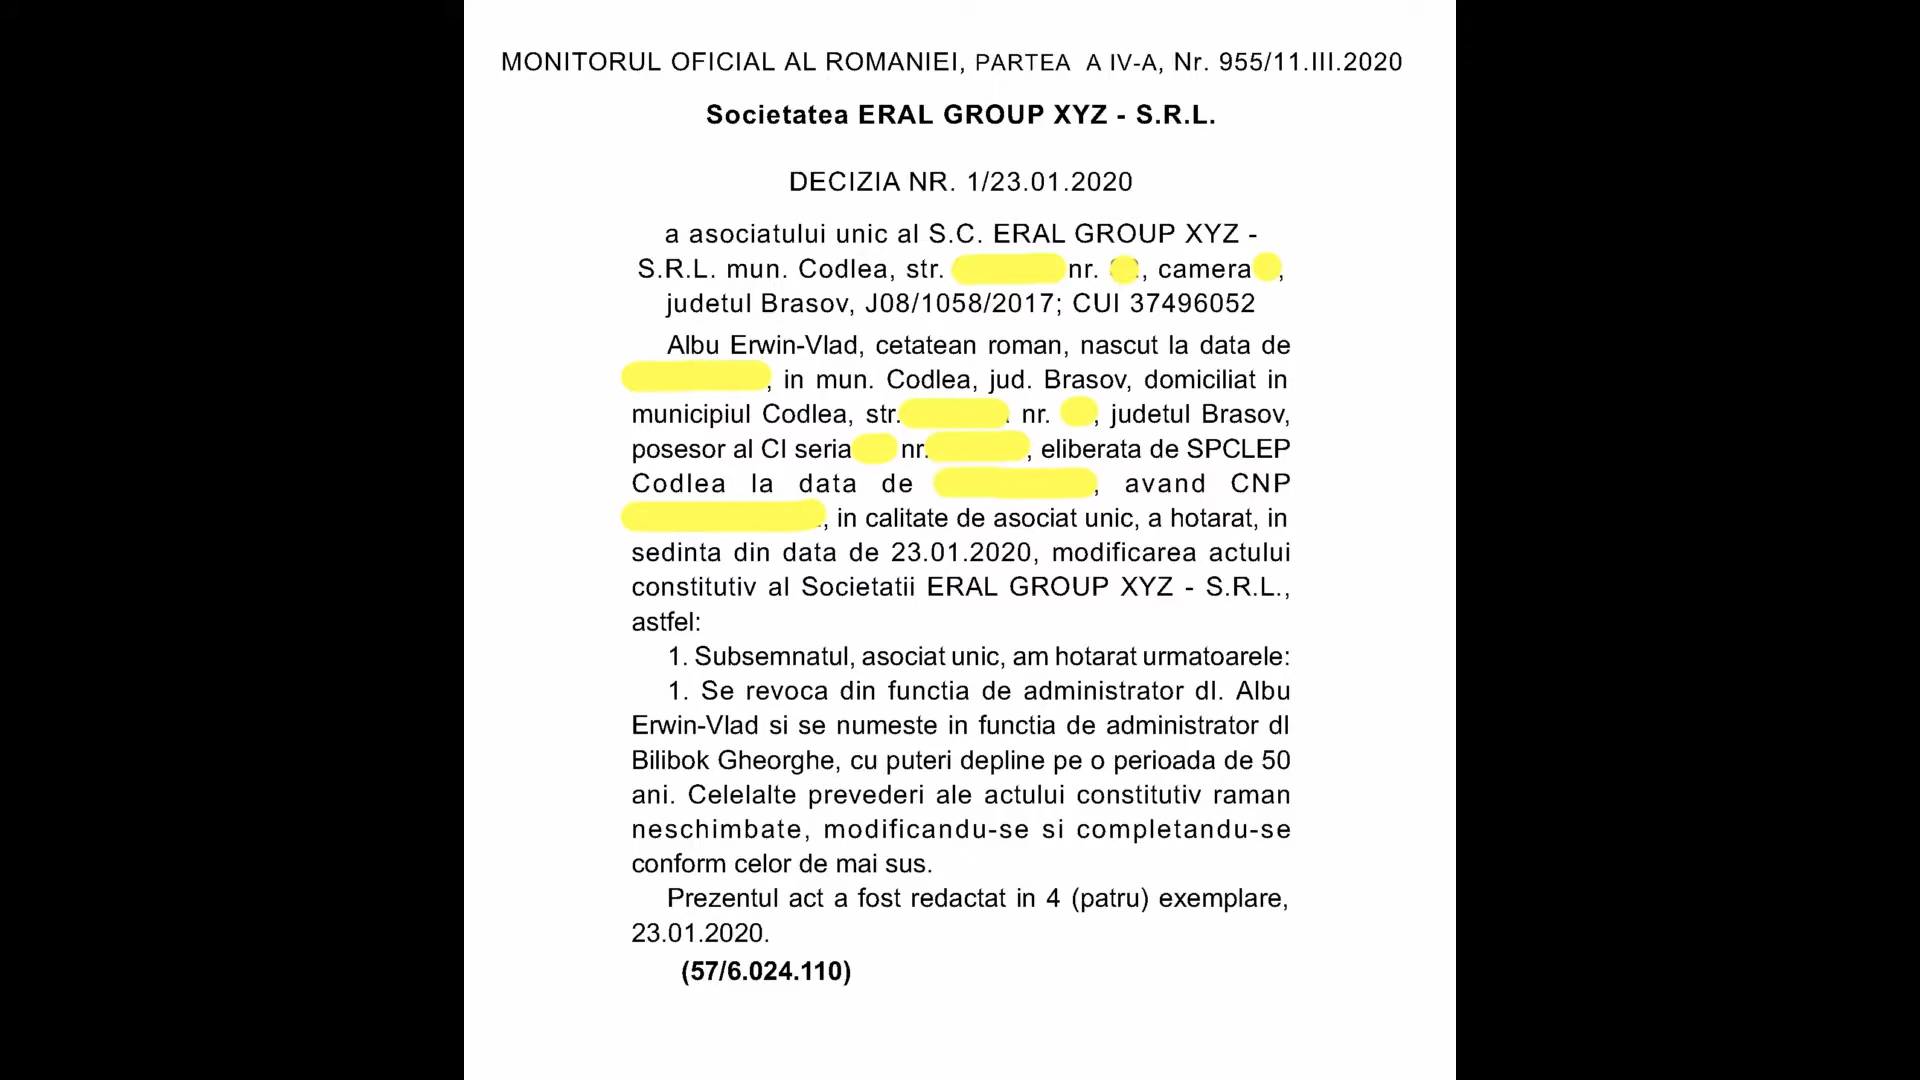 MONITORUL OFICIAL AL ROMANIEI, PARTEA A IV-A, Nr. 955/11.III.2020
Societatea ERAL GROUP XYZ - S.R.L.
DECIZIA NR. 1/23.01.2020
a asociatului unic al S.C. ERAL GROUP XYZ -
S.R.L. mun. Codlea, str. nr. , camera ,
judetul Brasov, J08/1058/2017; CUI 37496052
Albu Erwin-Vlad, cetatean roman, nascut la data de
, in mun. Codlea, jud. Brasov, domiciliat in
municipiul Codlea, str. nr. , judetul Brasov,
posesor al CI seria nr. , eliberata de SPCLEP
Codlea la data de , avand CNP
, in calitate de asociat unic, a hotarat, in
sedinta din data de 23.01.2020, modificarea actului
constitutiv al Societatii ERAL GROUP XYZ - S.R.L.,
astfel:
1. Subsemnatul, asociat unic, am hotarat urmatoarele:
1. Se revoca din functia de administrator dl. Albu
Erwin-Vlad si se numeste in functia de administrator dl
Bilibok Gheorghe, cu puteri depline pe o perioada de 50
ani. Celelalte prevederi ale actului constitutiv raman
neschimbate, modificandu-se si completandu-se
conform celor de mai sus.
Prezentul act a fost redactat in 4 (patru) exemplare,
23.01.2020.
(57/6.024.110)